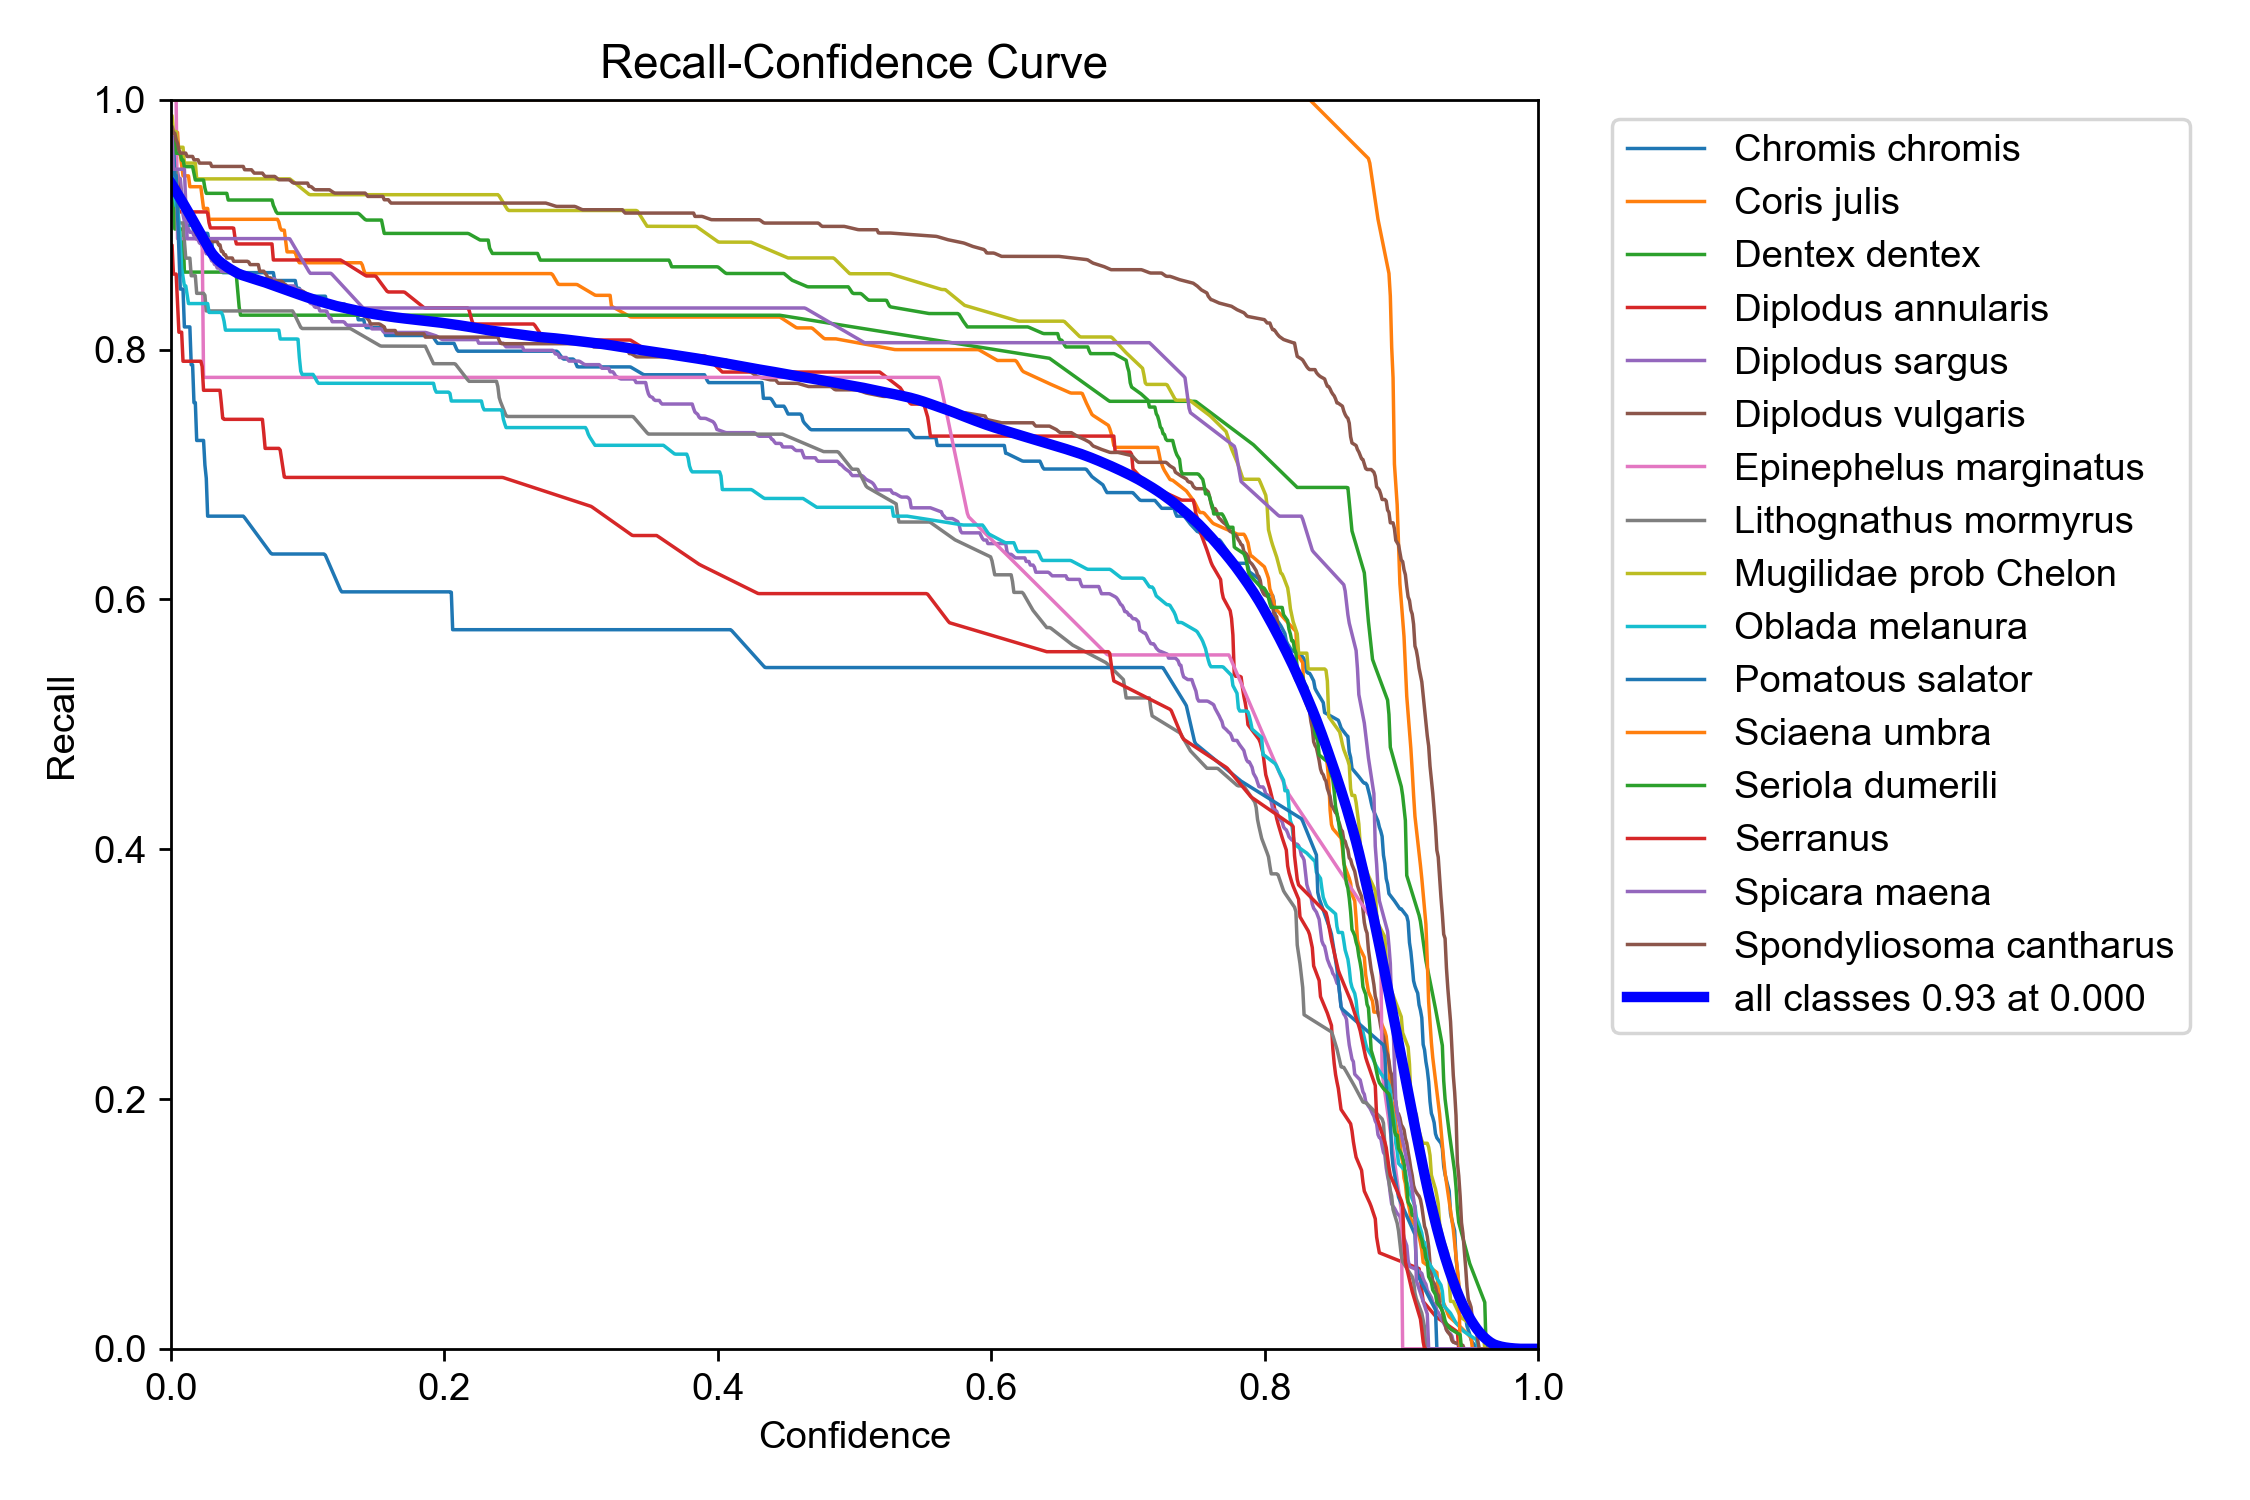 Recall-Confidence Curve
1.0
0.8
0.6
0.4
0.2
0.0
Recall
0.0 0.2 0.4 0.6 0.8 1.0
Confidence
Chromis chromis
Coris julis
Dentex dentex
Diplodus annularis
Diplodus sargus
Diplodus vulgaris
Epinephelus marginatus
Lithognathus mormyrus
Mugilidae prob Chelon
Oblada melanura
Pomatous salator
Sciaena umbra
Seriola dumerili
Serranus
Spicara maena
Spondyliosoma cantharus
all classes 0.93 at 0.000